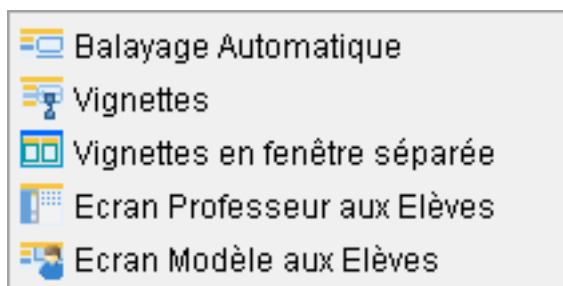 Balayage Automatique
Vignettes
Vignettes en fenêtre séparée
Ecran Professeur aux Elèves
Ecran Modèle aux Elèves